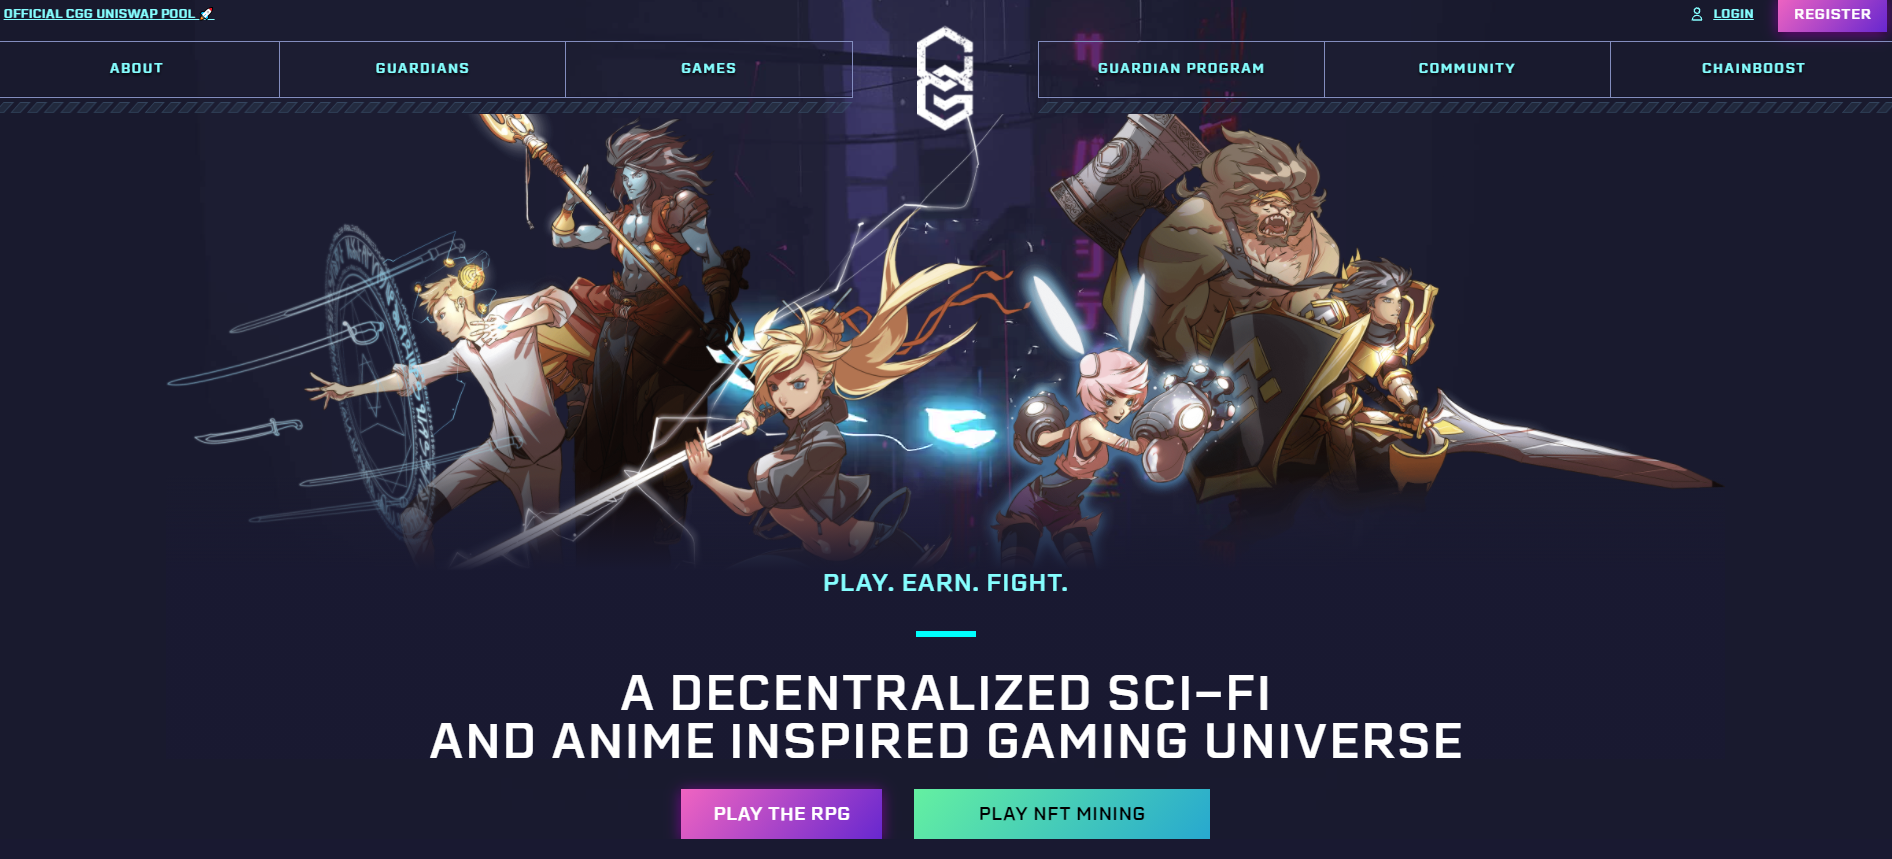 OFFICIAL CGG UNISWAP POOL 🚀
LOGIN
REGISTER
ABOUT
GUARDIANS
GAMES
GUARDIAN PROGRAM
COMMUNITY
CHAINBOOST
PLAY. EARN. FIGHT.
A DECENTRALIZED SCI-FI
AND ANIME INSPIRED GAMING UNIVERSE
PLAY THE RPG
PLAY NFT MINING